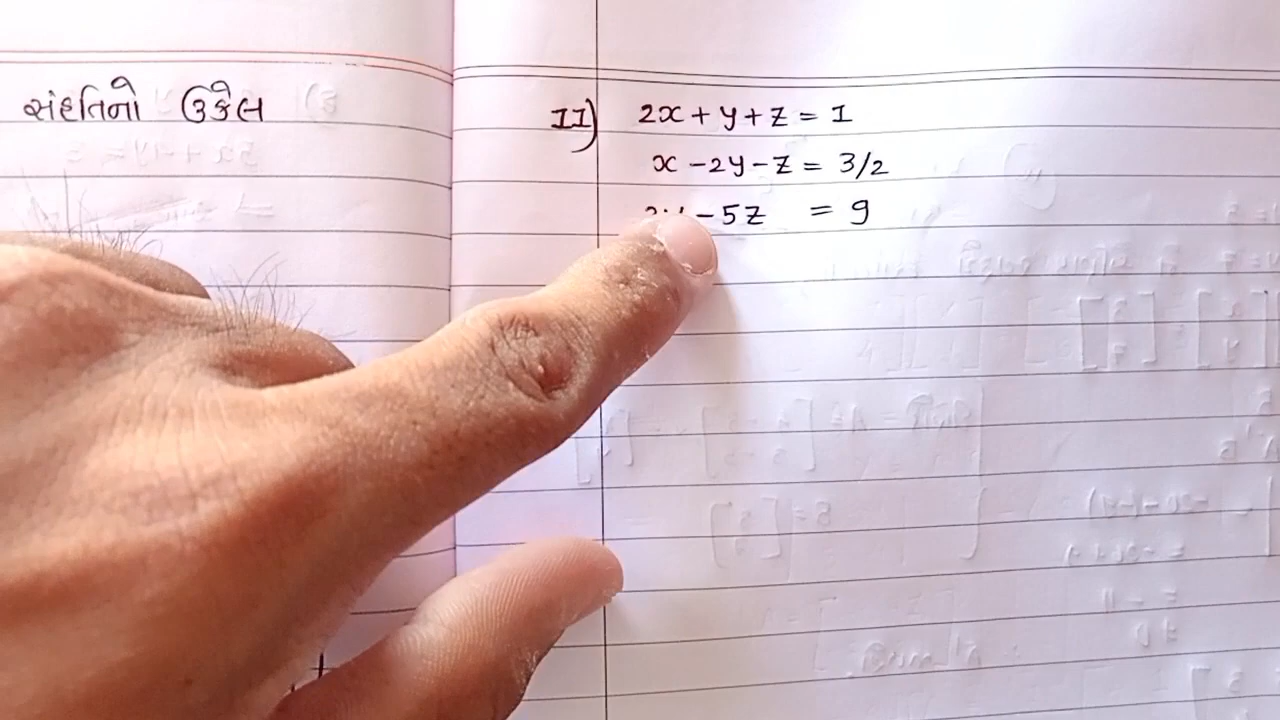 સંહતિનો ઉકેલ
II) 2x + y + z = 1
x - 2y - z = 3/2
- 5z = 9